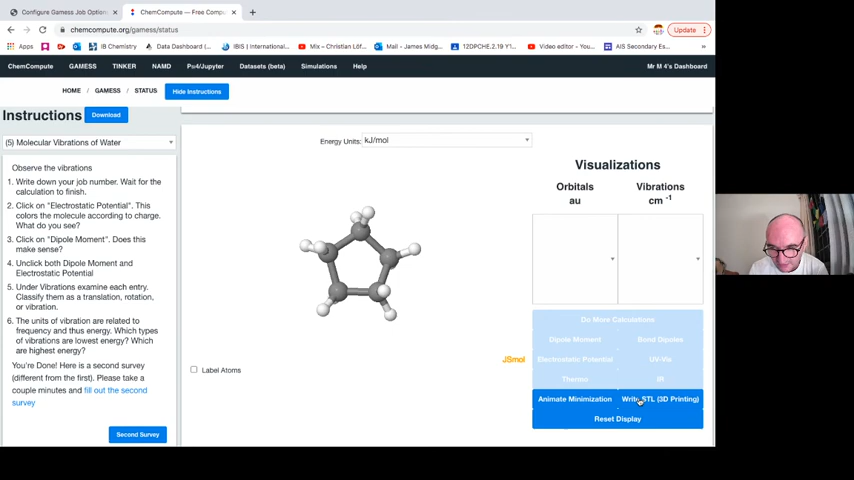 Configure Gamess Job Option
ChemCompute — Free Compu
chemcompute.org/gamess/status
Update
Apps
IB Chemistry
Data Dashboard (...
IBIS | International...
Mix – Christian Löf...
Mail - James Midg...
12DPCHE,2.19 Y1...
Video editor - You...
AIS Secondary Es...
ChemCompute
GAMESS
TINKER
NAMD
Psi4/Jupyter
Datasets (beta)
Simulations
Help
Mr M 4's Dashboard
HOME / GAMESS / STATUS
Hide Instructions
Instructions
Download
(5) Molecular Vibrations of Water
Observe the vibrations
1. Write down your job number. Wait for the
calculation to finish.
2. Click on "Electrostatic Potential". This
colors the molecule according to charge.
What do you see?
3. Click on "Dipole Moment". Does this
make sense?
4. Unclick both Dipole Moment and
Electrostatic Potential
5. Under Vibrations examine each entry.
Classify them as a translation, rotation,
or vibration.
6. The units of vibration are related to
frequency and thus energy. Which types
of vibrations are lowest energy? Which
are highest energy?
You're Done! Here is a second survey
(different from the first). Please take a
couple minutes and fill out the second
survey
Second Survey
Energy Units:
kJ/mol
JSmol
Label Atoms
Visualizations
Orbitals
au
Vibrations
cm -1
Do More Calculations
Dipole Moment
Bond Dipoles
Electrostatic Potential
UV-Vis
Thermo
IR
Animate Minimization
Write STL (3D Printing)
Reset Display